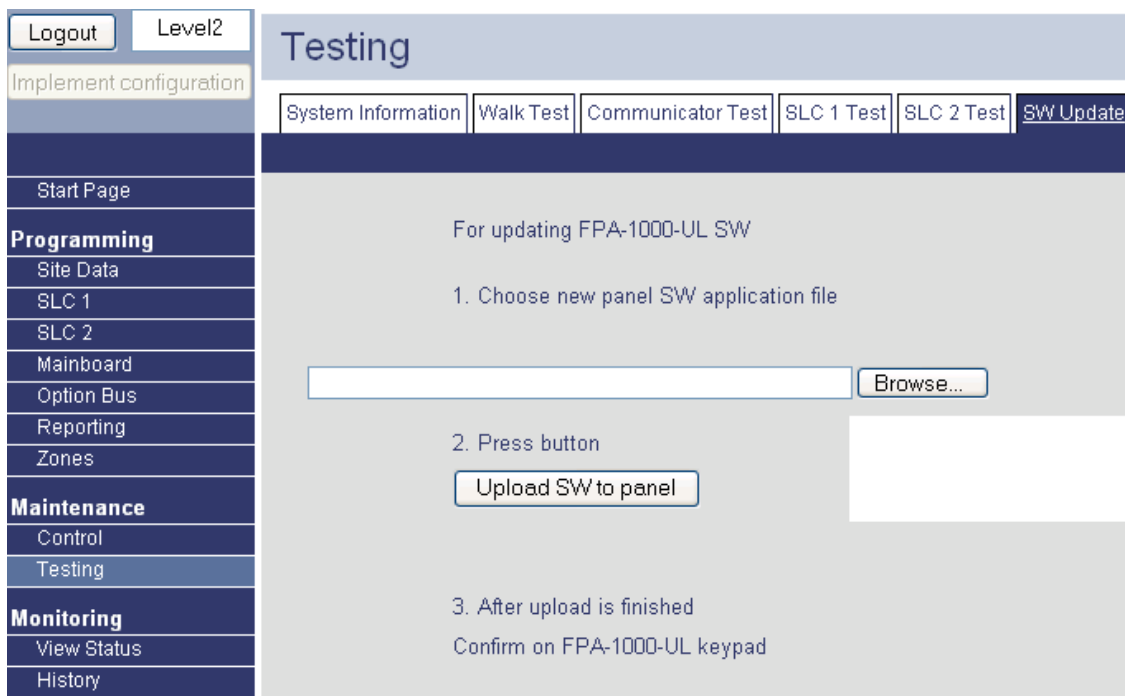 Logout
Level2
Implement configuration
Start Page
Programming
Site Data
SLC 1
SLC 2
Mainboard
Option Bus
Reporting
Zones
Maintenance
Control
Testing
Monitoring
View Status
History
Testing
System Information
Walk Test
Communicator Test
SLC 1 Test
SLC 2 Test
SW Update
For updating FPA-1000-UL SW
1. Choose new panel SW application file
Browse...
2. Press button
Upload SW to panel
3. After upload is finished
Confirm on FPA-1000-UL keypad